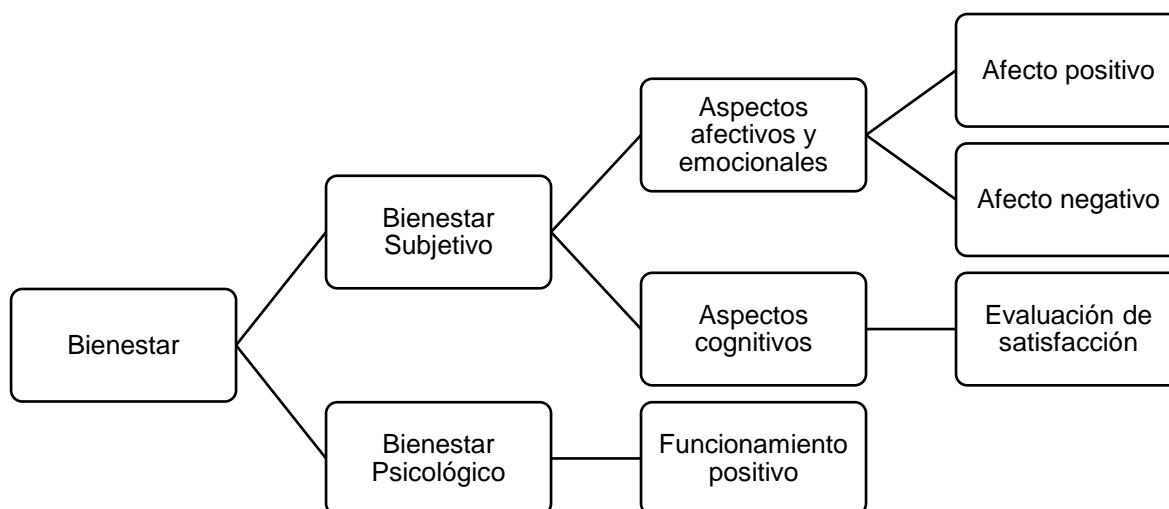 Bienestar
Bienestar
Subjetivo
Aspectos
afectivos y
emocionales
Afecto positivo
Afecto negativo
Aspectos
cognitivos
Evaluación de
satisfacción
Bienestar
Psicológico
Funcionamiento
positivo